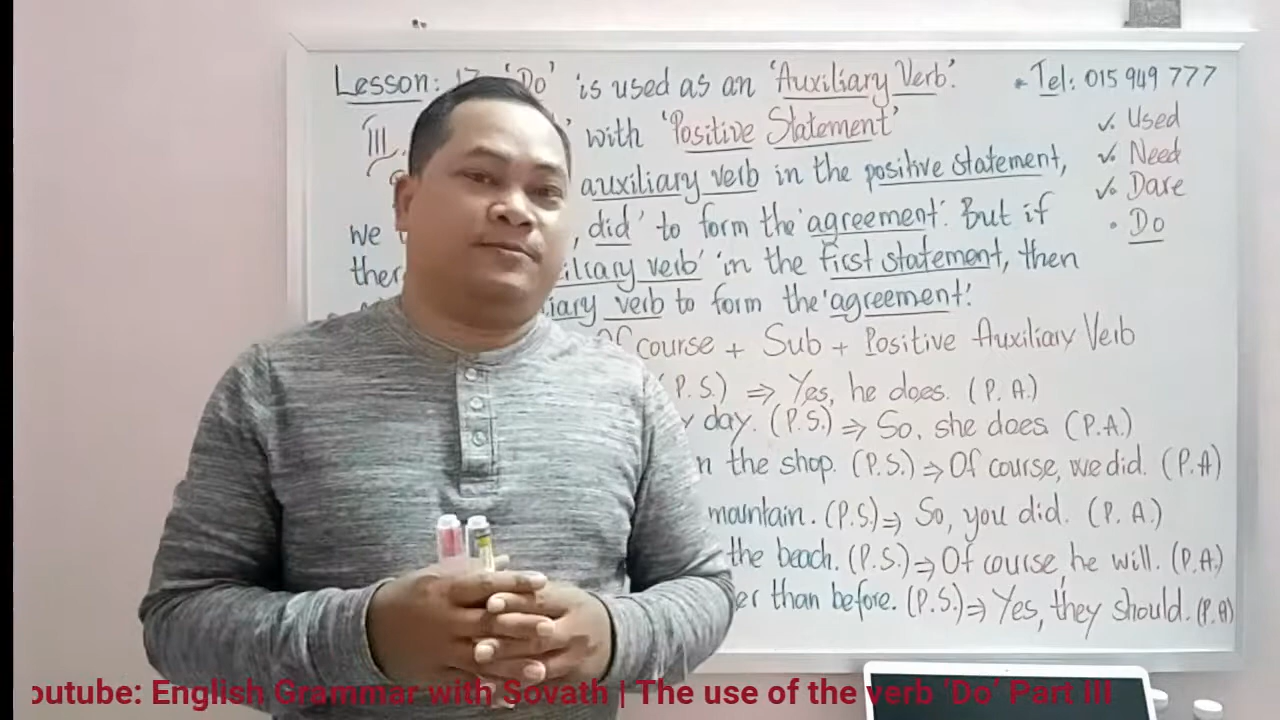 Lesson: 17 'Do' is used as an 'Auxiliary Verb'.
Tel: 015 949 777
III. with 'Positive Statement'
✓. Used
✓. Need
✓. Dare
• Do
auxiliary verb in the positive statement,
we , did' to form the 'agreement'. But if
verb' in the first statement, then
verb to form the 'agreement'.
Of course + Sub + Positive Auxiliary Verb
(P.S.) ⇒ Yes, he does. (P. A.)
day. (P.S.) ⇒ So, she does (P.A.)
the shop. (P.S.) ⇒ Of course, we did. (P.A)
mountain. (P.S.) ⇒ So, you did. (P. A.)
the beach. (P.S.) ⇒ Of course, he will. (P.A)
than before. (P.S.) ⇒ Yes, they should. (P.A)
outube: English Grammar with Sovath | The use of the verb 'Do' Part III